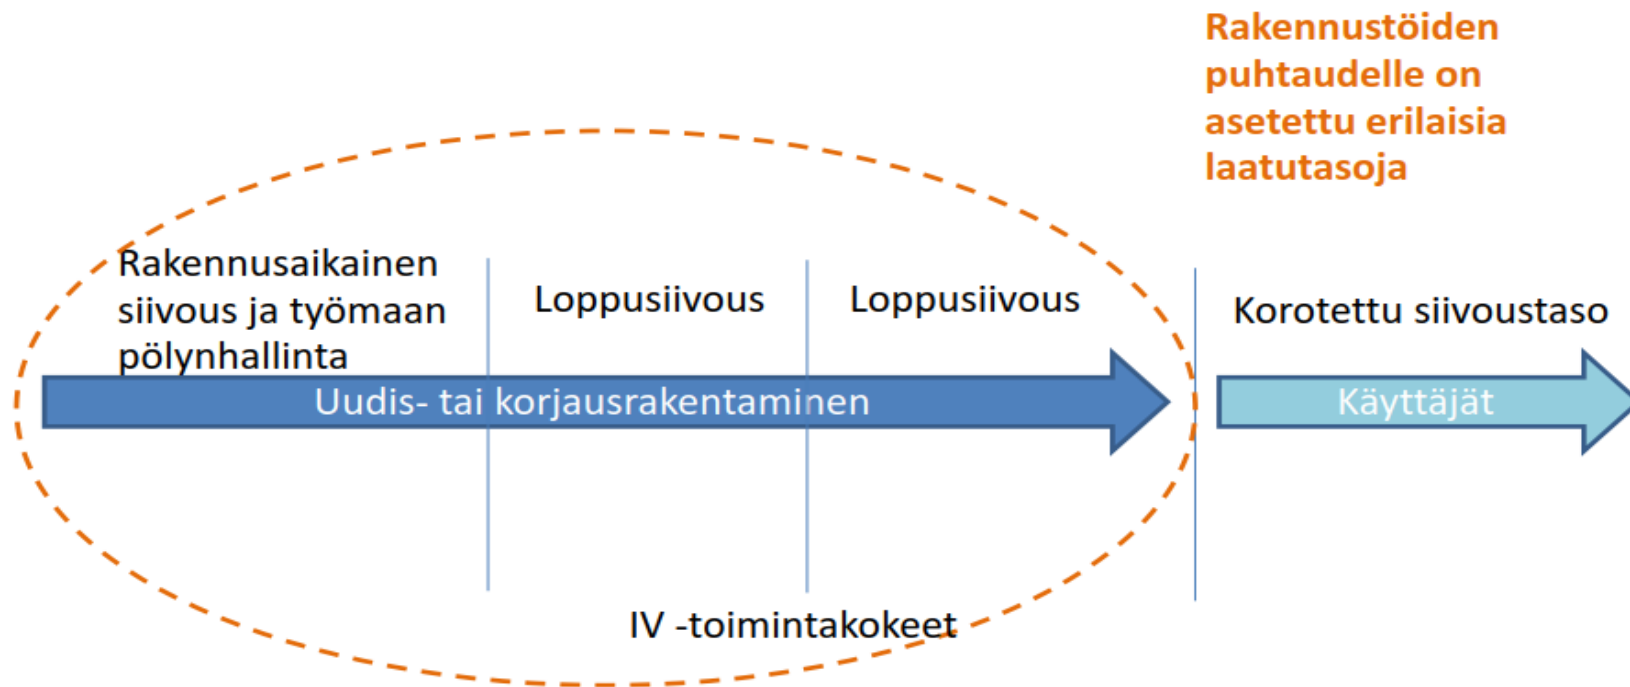 Rakennustöiden
puhtaudelle on
asetettu erilaisia
laatutasoja
Rakennusaikainen
siivous ja työmaan
pölynhallinta
Loppusiivous
Loppusiivous
Korotettu siivoustaso
Uudis- tai korjausrakentaminen
Käyttäjät
IV -toimintakokeet